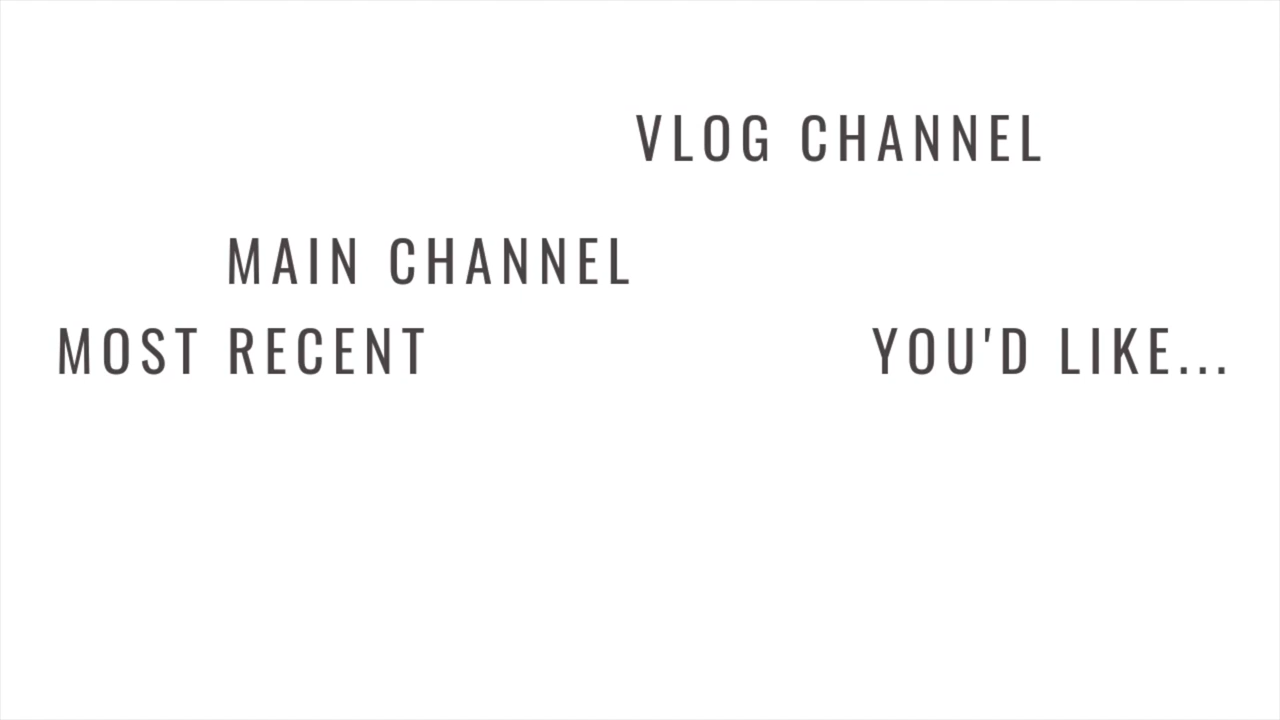 VLOG CHANNEL
MAIN CHANNEL
MOST RECENT
YOU'D LIKE...